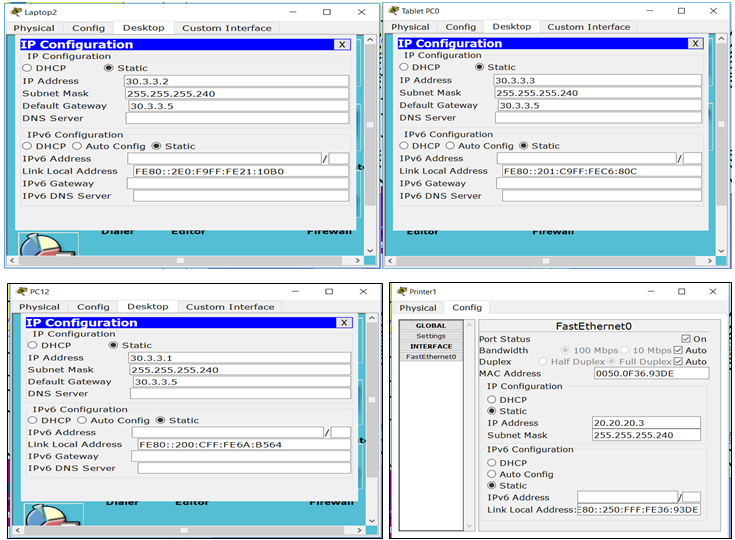 Laptop2
Physical Config Desktop Custom Interface
IP Configuration X
IP Configuration
DHCP Static
IP Address 30.3.3.2
Subnet Mask 255.255.255.240
Default Gateway 30.3.3.5
DNS Server
IPv6 Configuration
DHCP Auto Config Static
IPv6 Address /
Link Local Address FE80::2E0:F9FF:FE21:10B0
IPv6 Gateway
IPv6 DNS Server
Dialer Editor Firewall
Tablet PC0
Physical Config Desktop Custom Interface
IP Configuration X
IP Configuration
DHCP Static
IP Address 30.3.3.3
Subnet Mask 255.255.255.240
Default Gateway 30.3.3.5
DNS Server
IPv6 Configuration
DHCP Auto Config Static
IPv6 Address /
Link Local Address FE80::201:C9FF:FEC6:80C
IPv6 Gateway
IPv6 DNS Server
Editor Firewall
PC12
Physical Config Desktop Custom Interface
IP Configuration X
IP Configuration
DHCP Static
IP Address 30.3.3.1
Subnet Mask 255.255.255.240
Default Gateway 30.3.3.5
DNS Server
IPv6 Configuration
DHCP Auto Config Static
IPv6 Address /
Link Local Address FE80::200:CFF:FE6A:B564
IPv6 Gateway
IPv6 DNS Server
Dialer Editor Firewall
Printer1
Physical Config
GLOBAL
Settings
INTERFACE
FastEthernet0
FastEthernet0
Port Status On
Bandwidth 100 Mbps 10 Mbps Auto
Duplex Half Duplex Full Duplex Auto
MAC Address 0050.0F36.93DE
IP Configuration
DHCP
Static
IP Address 20.20.20.3
Subnet Mask 255.255.255.240
IPv6 Configuration
DHCP
Auto Config
Static
IPv6 Address /
Link Local Address: E80::250:FFF:FE36:93DE